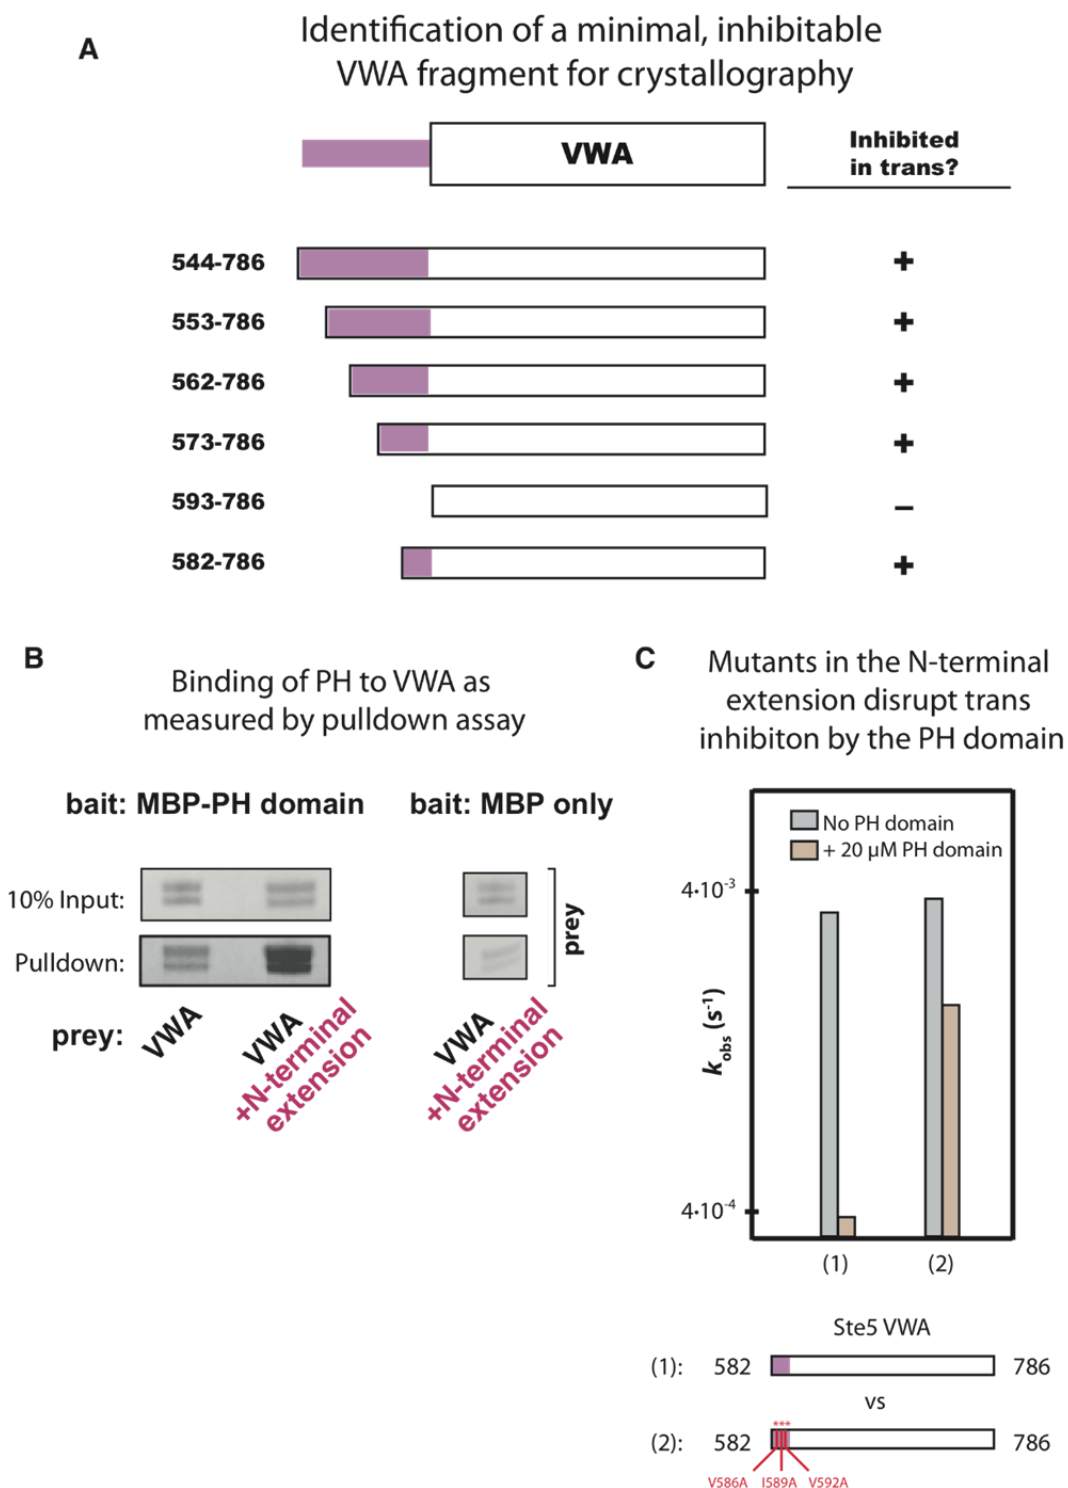 A
Identification of a minimal, inhibitable
VWA fragment for crystallography
VWA
Inhibited
in trans?
544-786
+
553-786
+
562-786
+
573-786
+
593-786
–
582-786
+
B
Binding of PH to VWA as
measured by pulldown assay
bait: MBP-PH domain
bait: MBP only
10% Input:
Pulldown:
prey
prey:
VWA
VWA
+N-terminal
extension
VWA
+N-terminal
extension
C
Mutants in the N-terminal
extension disrupt trans
inhibiton by the PH domain
No PH domain
+ 20 µM PH domain
4·10-3
4·10-4
kobs (s-1)
(1)
(2)
Ste5 VWA
(1): 582 786
vs
***
(2): 582 786
V586A I589A V592A